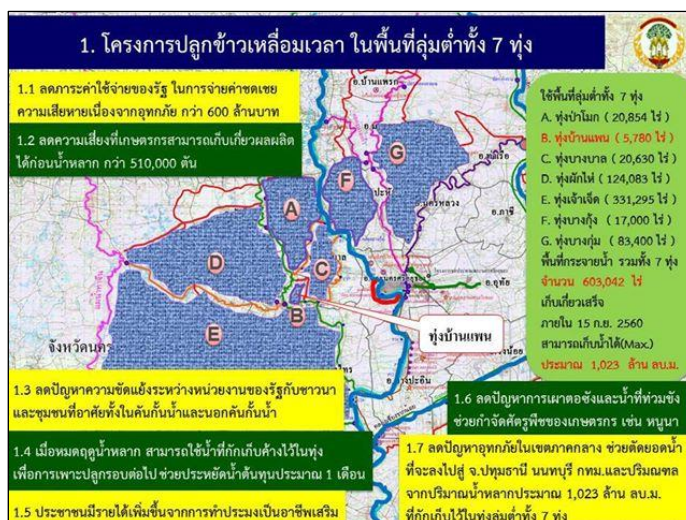 1. โครงการปลูกข้าวเหลื่อมเวลา ในพื้นที่ลุ่มต่ำทั้ง 7 ทุ่ง
1.1 ลดภาระค่าใช้จ่ายของรัฐ ในการจ่ายค่าชดเชย
ความเสียหายเนื่องจากอุทกภัย กว่า 600 ล้านบาท
1.2 ลดความเสี่ยงที่เกษตรกรสามารถเก็บเกี่ยวผลผลิต
ได้ก่อนน้ำหลาก กว่า 510,000 ตัน
ใช้พื้นที่ลุ่มต่ำทั้ง 7 ทุ่ง
A. ทุ่งป่าโมก ( 20,854 ไร่ )
B. ทุ่งบ้านแพน ( 5,780 ไร่ )
C. ทุ่งบางบาล ( 20,630 ไร่ )
D. ทุ่งผักไห่ ( 124,083 ไร่ )
E. ทุ่งเจ้าเจ็ด ( 331,295 ไร่ )
F. ทุ่งบางกุ้ง ( 17,000 ไร่ )
G. ทุ่งบางกุ่ม ( 83,400 ไร่ )
พื้นที่กระจายน้ำ รวมทั้ง 7 ทุ่ง
จำนวน 603,042 ไร่
เก็บเกี่ยวเสร็จ
ภายใน 15 ก.ย. 2560
สามารถเก็บน้ำได้(Max.)
ประมาณ 1,023 ล้าน ลบ.ม.
อ.บ้านแพรก
G
F
A
อ.ภาชี
D
C
อ.อุทัย
B
E
ทุ่งบ้านแพน
จังหวัดนคร
1.3 ลดปัญหาความขัดแย้งระหว่างหน่วยงานของรัฐกับชาวนา
และชุมชนที่อาศัยทั้งในคันกั้นน้ำและนอกคันกั้นน้ำ
1.4 เมื่อหมดฤดูน้ำหลาก สามารถใช้น้ำที่กักเก็บค้างไว้ในทุ่ง
เพื่อการเพาะปลูกรอบต่อไป ช่วยประหยัดน้ำต้นทุนประมาณ 1 เดือน
1.5 ประชาชนมีรายได้เพิ่มขึ้นจากการทำประมงเป็นอาชีพเสริม
1.6 ลดปัญหาการเผาตอซังและน้ำที่ท่วมขัง
ช่วยกำจัดศัตรูพืชของเกษตรกร เช่น หนูนา
1.7 ลดปัญหาอุทกภัยในเขตภาคกลาง ช่วยตัดยอดน้ำ
ที่จะลงไปสู่ จ.ปทุมธานี นนทบุรี กทม.และปริมณฑล
จากปริมาณน้ำหลากประมาณ 1,023 ล้าน ลบ.ม.
ที่กักเก็บไว้ในทุ่งลุ่มต่ำทั้ง 7 ทุ่ง